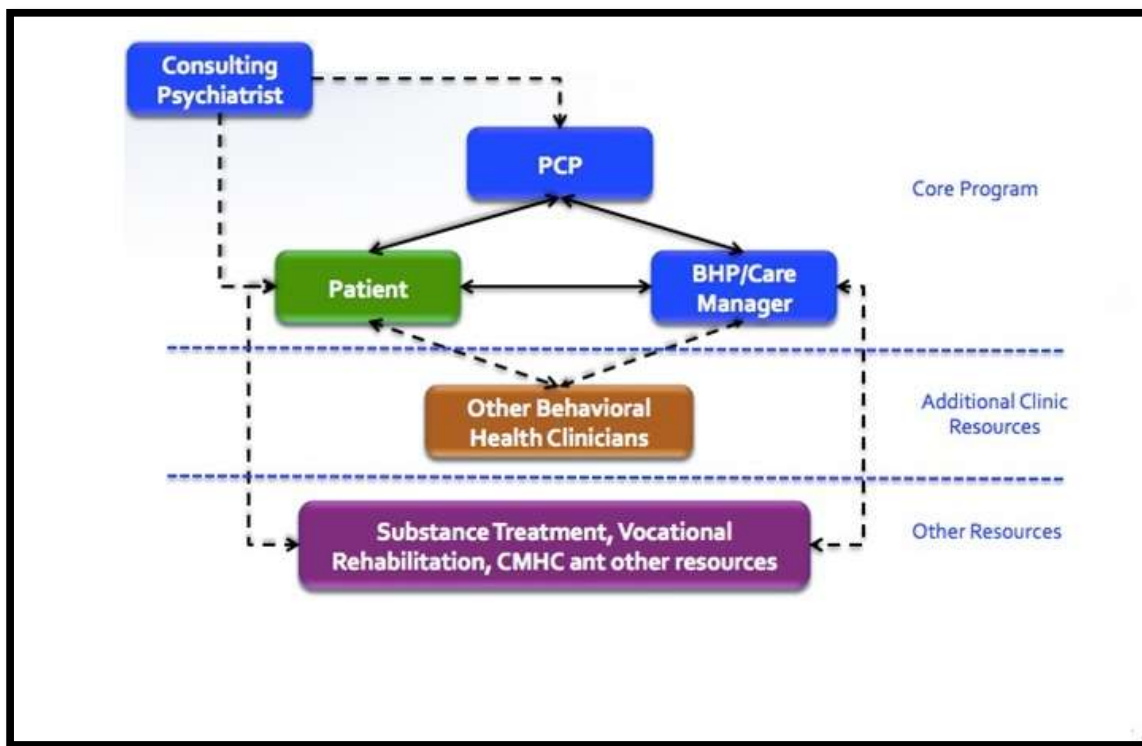 Consulting
Psychiatrist
PCP
Core Program
Patient
BHP/Care
Manager
Other Behavioral
Health Clinicians
Additional Clinic
Resources
Substance Treatment, Vocational
Rehabilitation, CMHC ant other resources
Other Resources